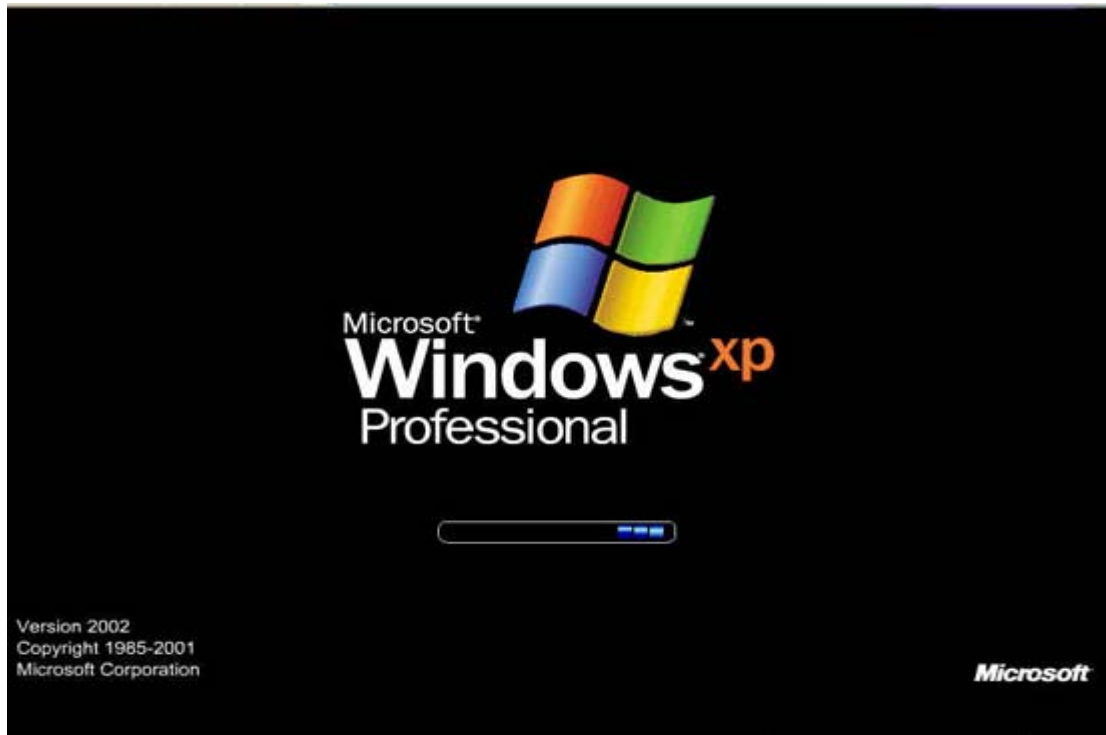 Microsoft®
Windows® xp
Professional
Version 2002
Copyright 1985-2001
Microsoft Corporation
Microsoft